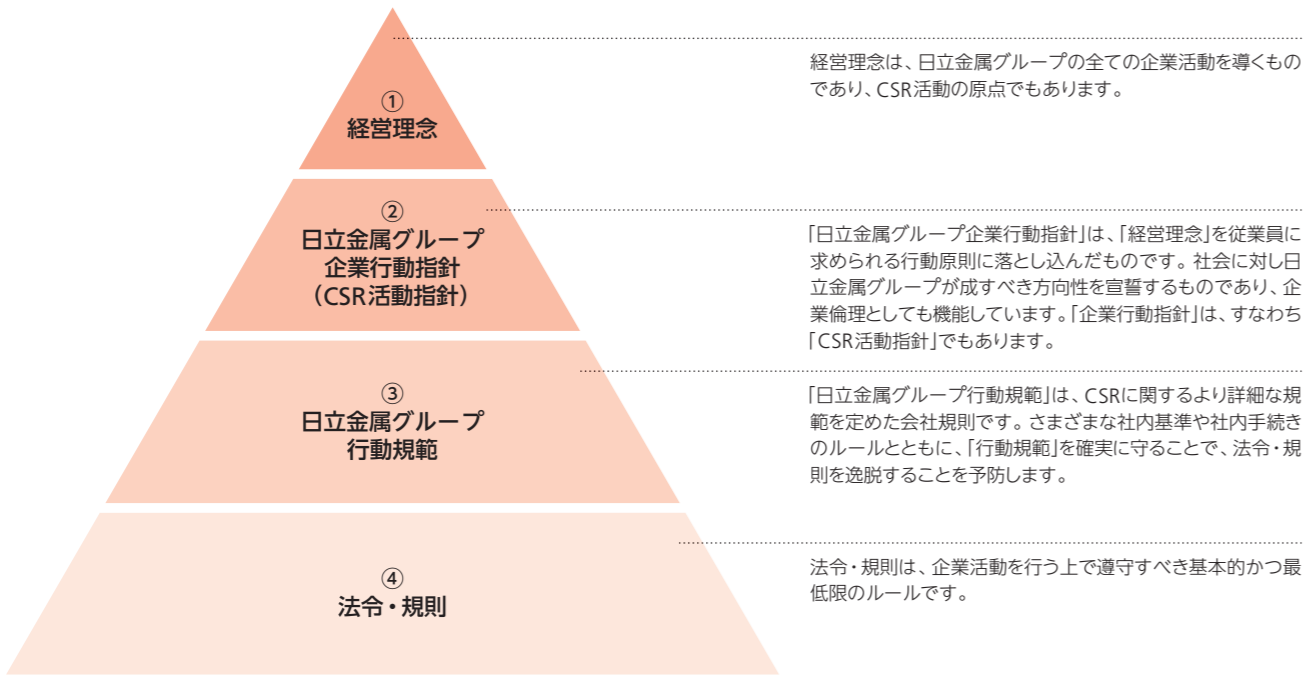 ①
経営理念
経営理念は、日立金属グループの全ての企業活動を導くもの
であり、CSR活動の原点でもあります。
②
日立金属グループ
企業行動指針
（CSR活動指針）
「日立金属グループ企業行動指針」は、「経営理念」を従業員に
求められる行動原則に落とし込んだものです。社会に対し日
立金属グループが成すべき方向性を宣誓するものであり、企
業倫理としても機能しています。「企業行動指針」は、すなわち
「CSR活動指針」でもあります。
③
日立金属グループ
行動規範
「日立金属グループ行動規範」は、CSRに関するより詳細な規
範を定めた会社規則です。さまざまな社内基準や社内手続き
のルールとともに、「行動規範」を確実に守ることで、法令・規
則を逸脱することを予防します。
④
法令・規則
法令・規則は、企業活動を行う上で遵守すべき基本的かつ最
低限のルールです。